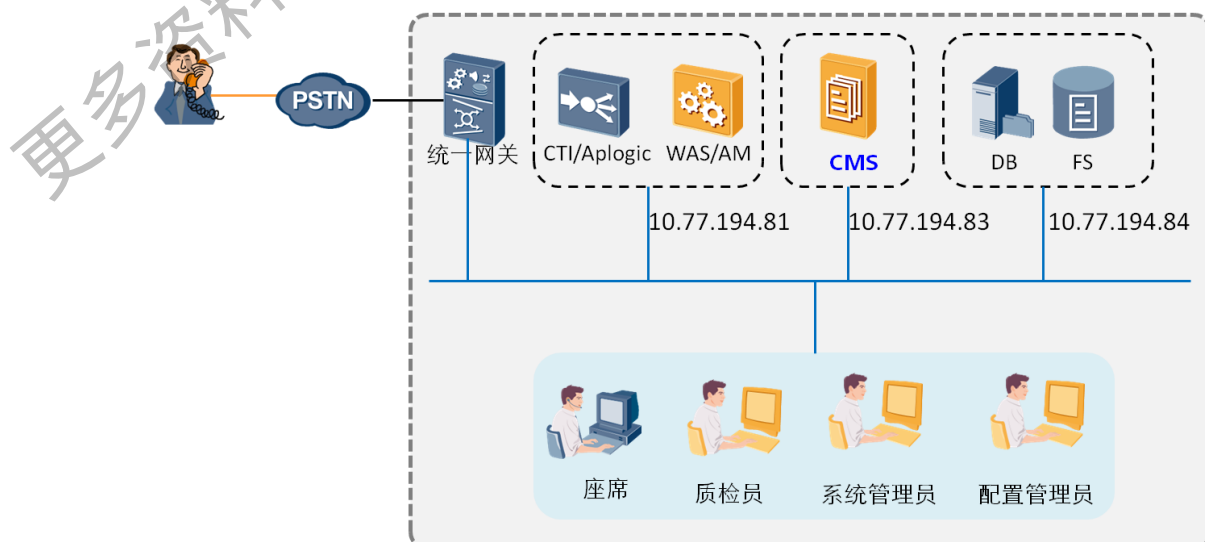 更多资料
PSTN
统一网关
CTI/Aplogic
WAS/AM
CMS
DB
FS
10.77.194.81
10.77.194.83
10.77.194.84
座席
质检员
系统管理员
配置管理员